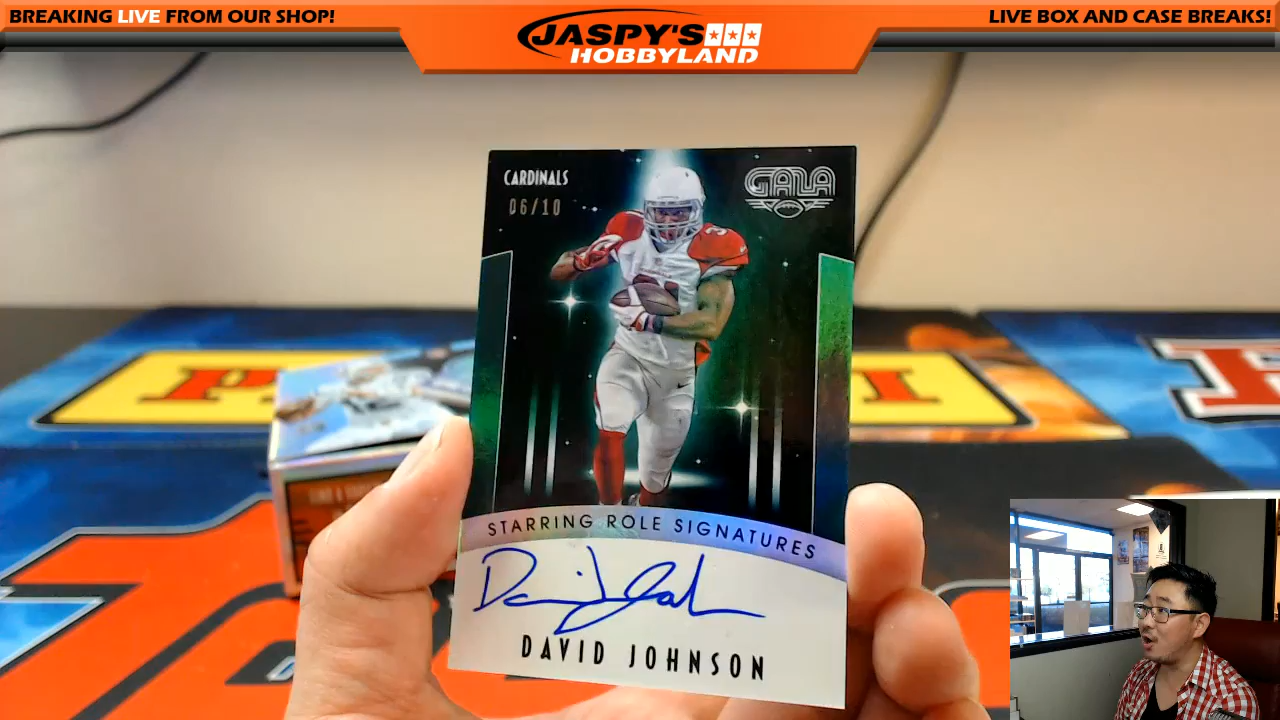 BREAKING LIVE FROM OUR SHOP!
JASPY'S
HOBBYLAND
LIVE BOX AND CASE BREAKS!
CARDINALS
06/10
GALA
STARRING ROLE SIGNATURES
DAVID JOHNSON